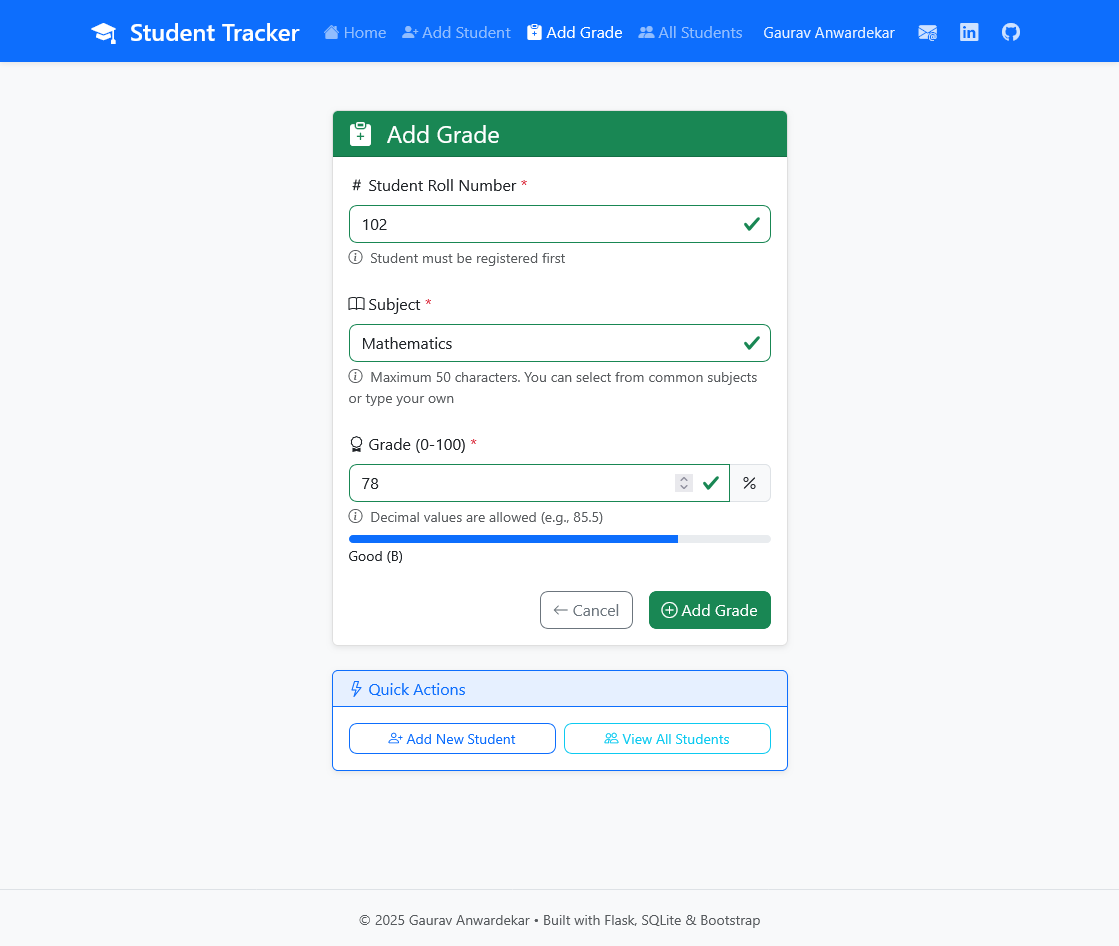 Student Tracker Home Add Student Add Grade All Students Gaurav Anwardekar
Add Grade
# Student Roll Number *
102
Student must be registered first
Subject *
Mathematics
Maximum 50 characters. You can select from common subjects
or type your own
Grade (0-100) *
78 %
Decimal values are allowed (e.g., 85.5)
Good (B)
Cancel Add Grade
Quick Actions
Add New Student View All Students
© 2025 Gaurav Anwardekar • Built with Flask, SQLite & Bootstrap